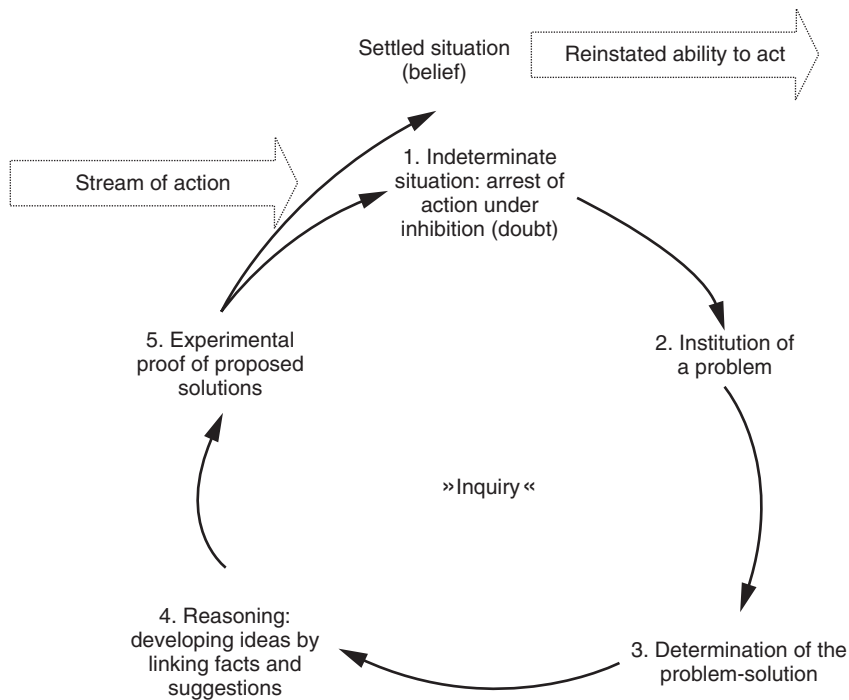 Settled situation
(belief)
Reinstated ability to act
Stream of action
1. Indeterminate
situation: arrest of
action under
inhibition (doubt)
2. Institution of
a problem
3. Determination of the
problem-solution
4. Reasoning:
developing ideas by
linking facts and
suggestions
5. Experimental
proof of proposed
solutions
»Inquiry«